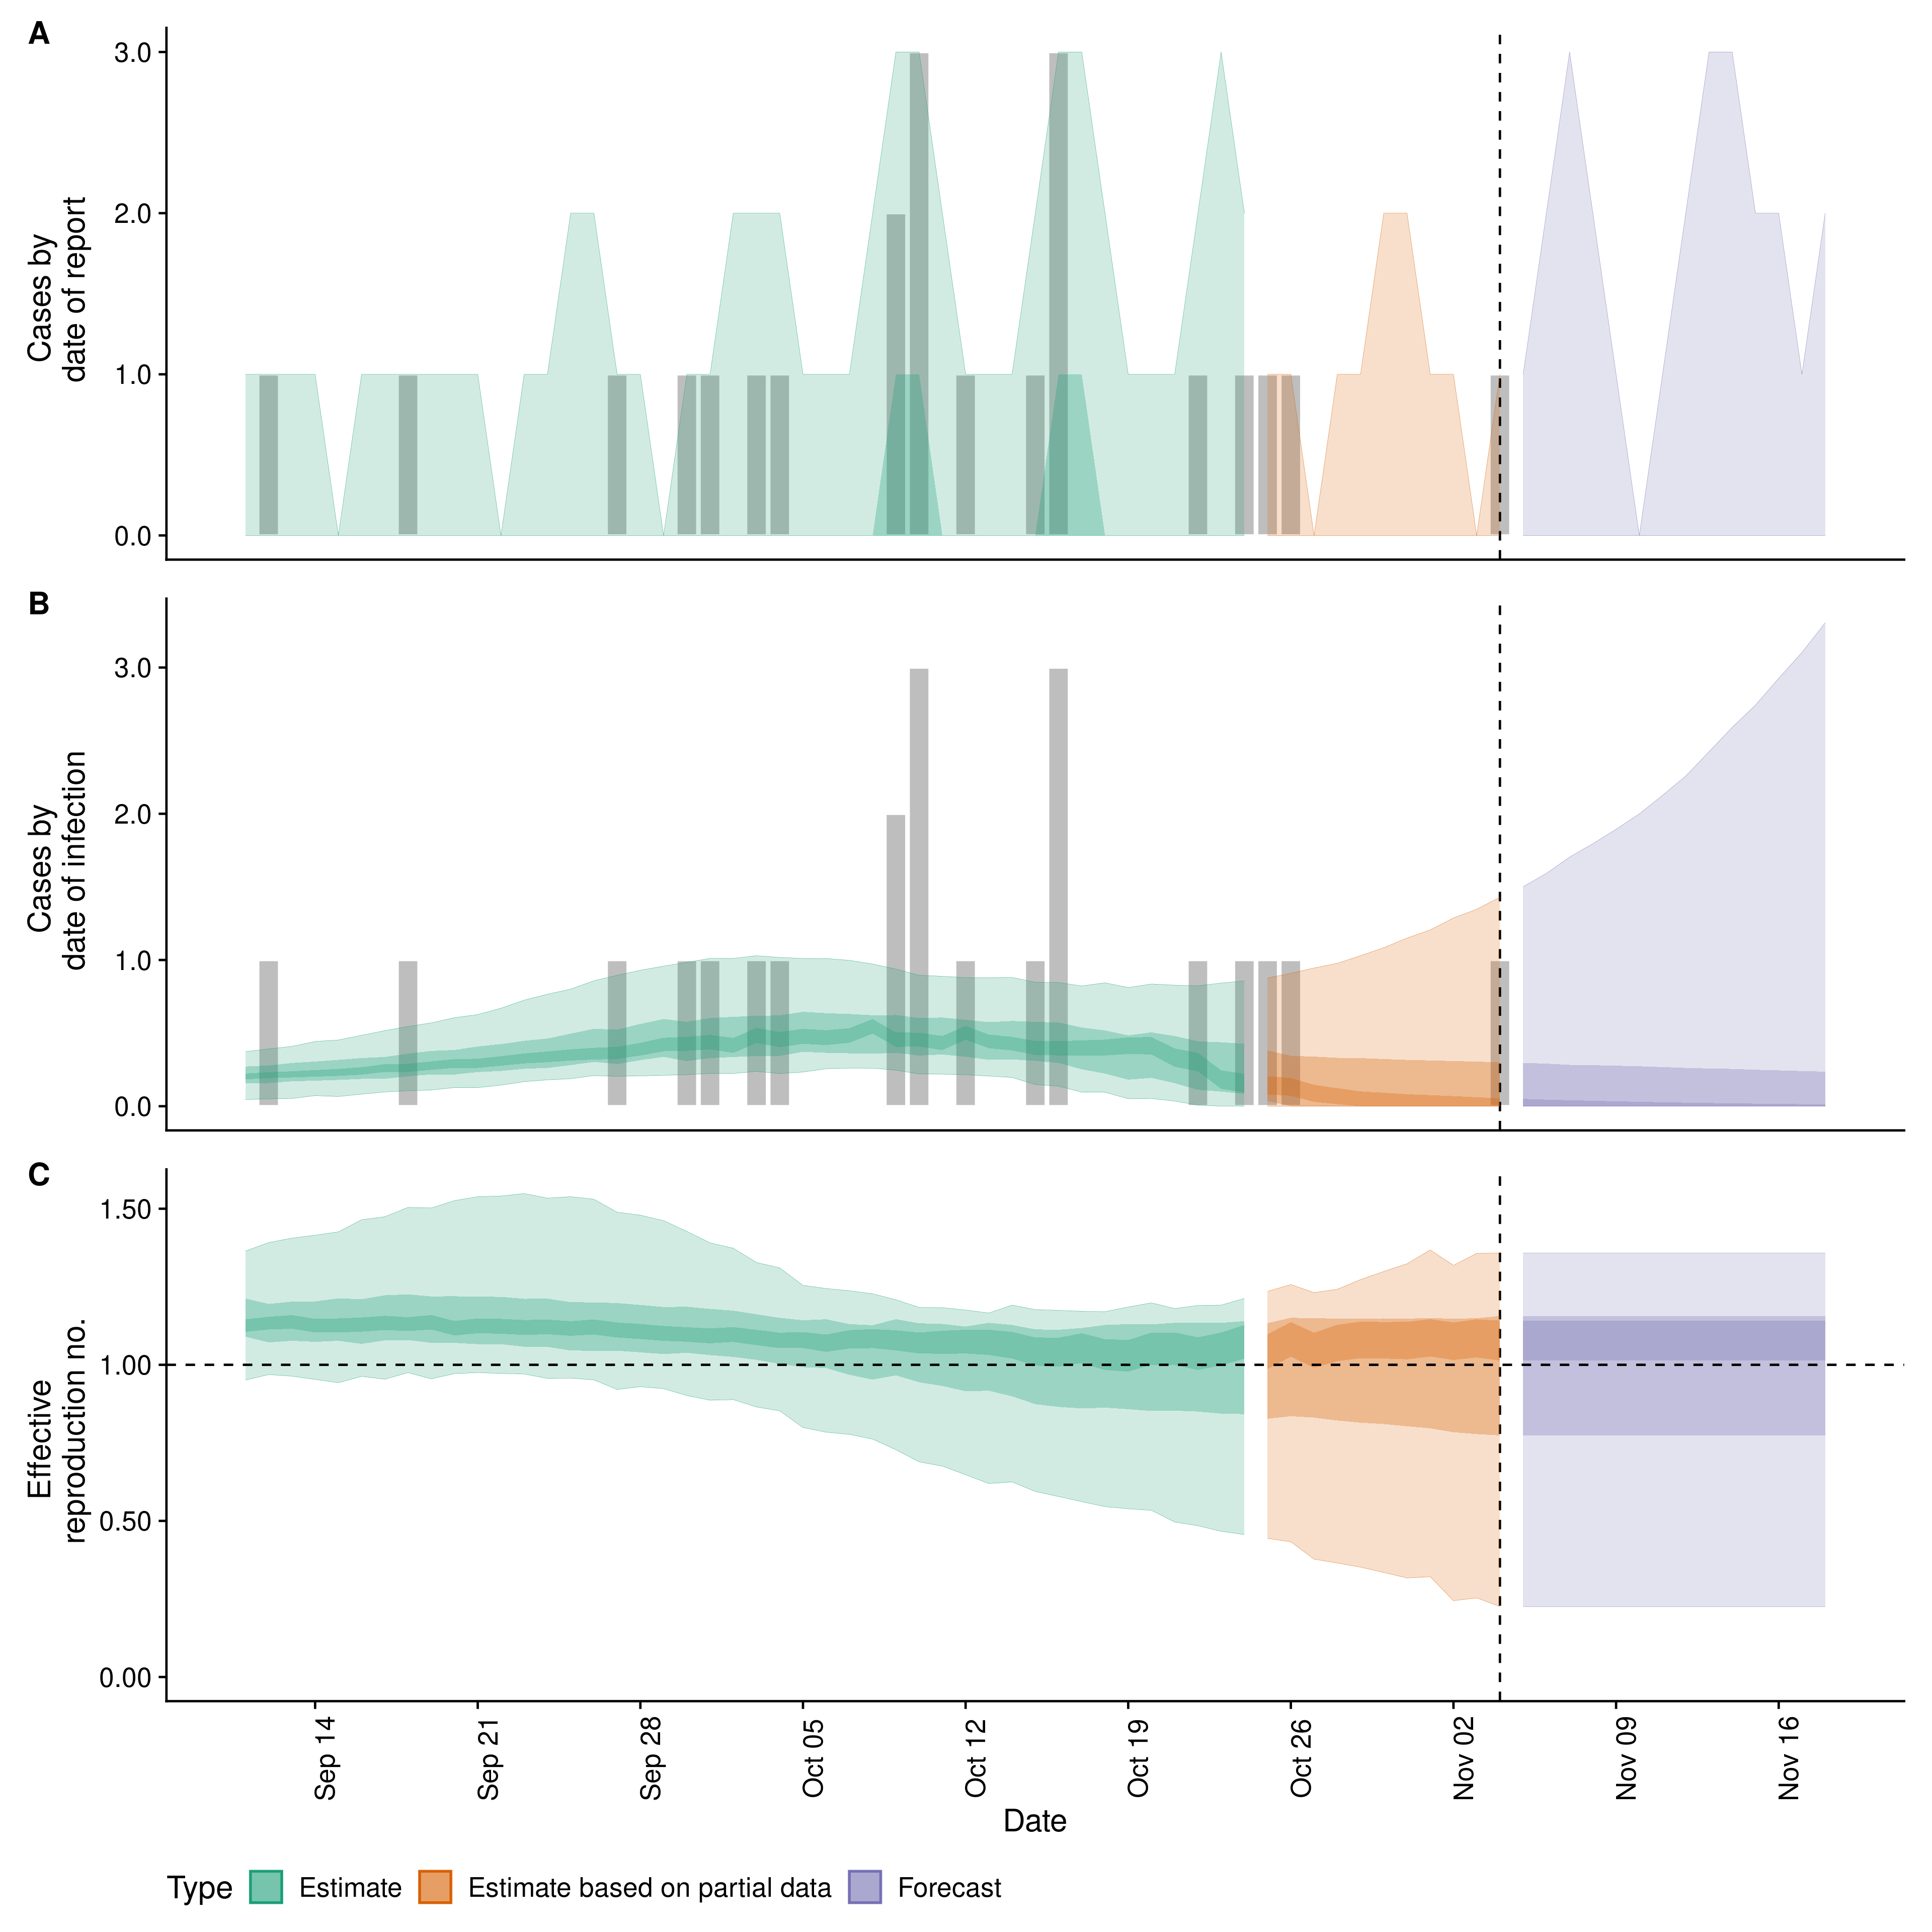 A
Cases by
date of report
3.0
2.0
1.0
0.0
B
Cases by
date of infection
3.0
2.0
1.0
0.0
C
Effective
reproduction no.
1.50
1.00
0.50
0.00
Sep 14
Sep 21
Sep 28
Oct 05
Oct 12
Oct 19
Oct 26
Nov 02
Nov 09
Nov 16
Date
Type Estimate Estimate based on partial data Forecast